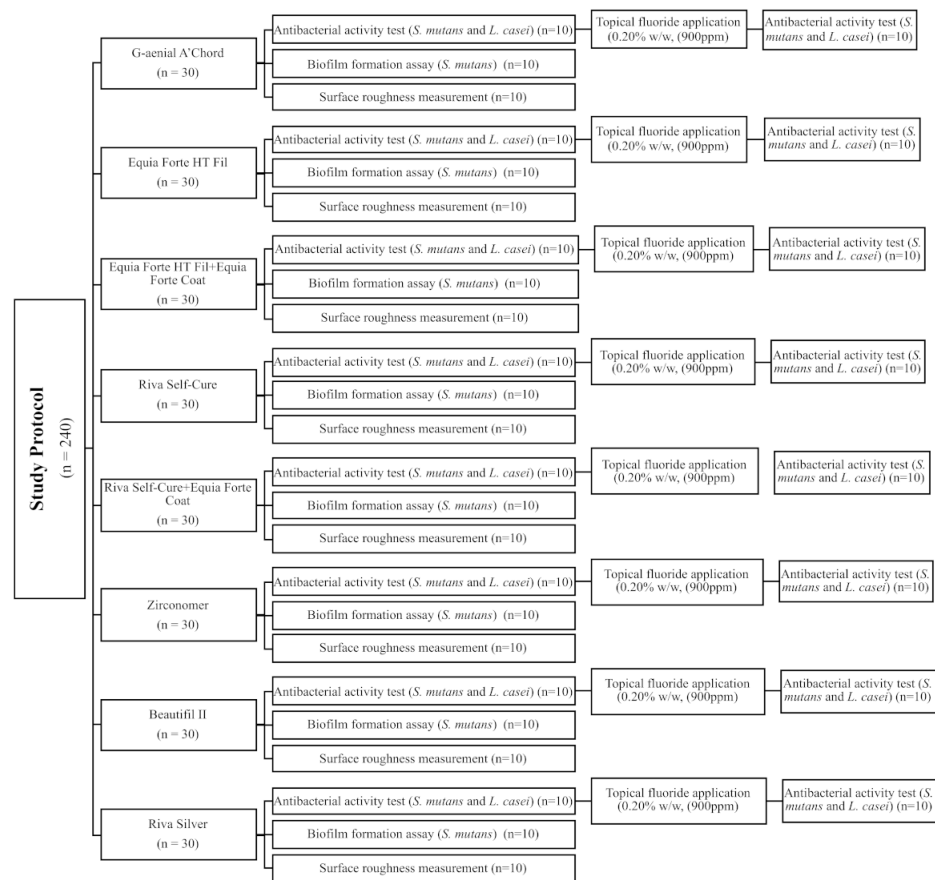 Study Protocol
(n = 240)
G-aenial A'Chord
(n = 30)
Antibacterial activity test (S. mutans and L. casei) (n=10)
Topical fluoride application
(0.20% w/w, (900ppm)
Antibacterial activity test (S.
mutans and L. casei) (n=10)
Biofilm formation assay (S. mutans) (n=10)
Surface roughness measurement (n=10)
Equia Forte HT Fil
(n = 30)
Antibacterial activity test (S. mutans and L. casei) (n=10)
Topical fluoride application
(0.20% w/w, (900ppm)
Antibacterial activity test (S.
mutans and L. casei) (n=10)
Biofilm formation assay (S. mutans) (n=10)
Surface roughness measurement (n=10)
Equia Forte HT Fil+Equia
Forte Coat
(n = 30)
Antibacterial activity test (S. mutans and L. casei) (n=10)
Topical fluoride application
(0.20% w/w, (900ppm)
Antibacterial activity test (S.
mutans and L. casei) (n=10)
Biofilm formation assay (S. mutans) (n=10)
Surface roughness measurement (n=10)
Riva Self-Cure
(n = 30)
Antibacterial activity test (S. mutans and L. casei) (n=10)
Topical fluoride application
(0.20% w/w, (900ppm)
Antibacterial activity test (S.
mutans and L. casei) (n=10)
Biofilm formation assay (S. mutans) (n=10)
Surface roughness measurement (n=10)
Riva Self-Cure+Equia Forte
Coat
(n = 30)
Antibacterial activity test (S. mutans and L. casei) (n=10)
Topical fluoride application
(0.20% w/w, (900ppm)
Antibacterial activity test (S.
mutans and L. casei) (n=10)
Biofilm formation assay (S. mutans) (n=10)
Surface roughness measurement (n=10)
Zirconomer
(n = 30)
Antibacterial activity test (S. mutans and L. casei) (n=10)
Topical fluoride application
(0.20% w/w, (900ppm)
Antibacterial activity test (S.
mutans and L. casei) (n=10)
Biofilm formation assay (S. mutans) (n=10)
Surface roughness measurement (n=10)
Beautifil II
(n = 30)
Antibacterial activity test (S. mutans and L. casei) (n=10)
Topical fluoride application
(0.20% w/w, (900ppm)
Antibacterial activity test (S.
mutans and L. casei) (n=10)
Biofilm formation assay (S. mutans) (n=10)
Surface roughness measurement (n=10)
Riva Silver
(n = 30)
Antibacterial activity test (S. mutans and L. casei) (n=10)
Topical fluoride application
(0.20% w/w, (900ppm)
Antibacterial activity test (S.
mutans and L. casei) (n=10)
Biofilm formation assay (S. mutans) (n=10)
Surface roughness measurement (n=10)